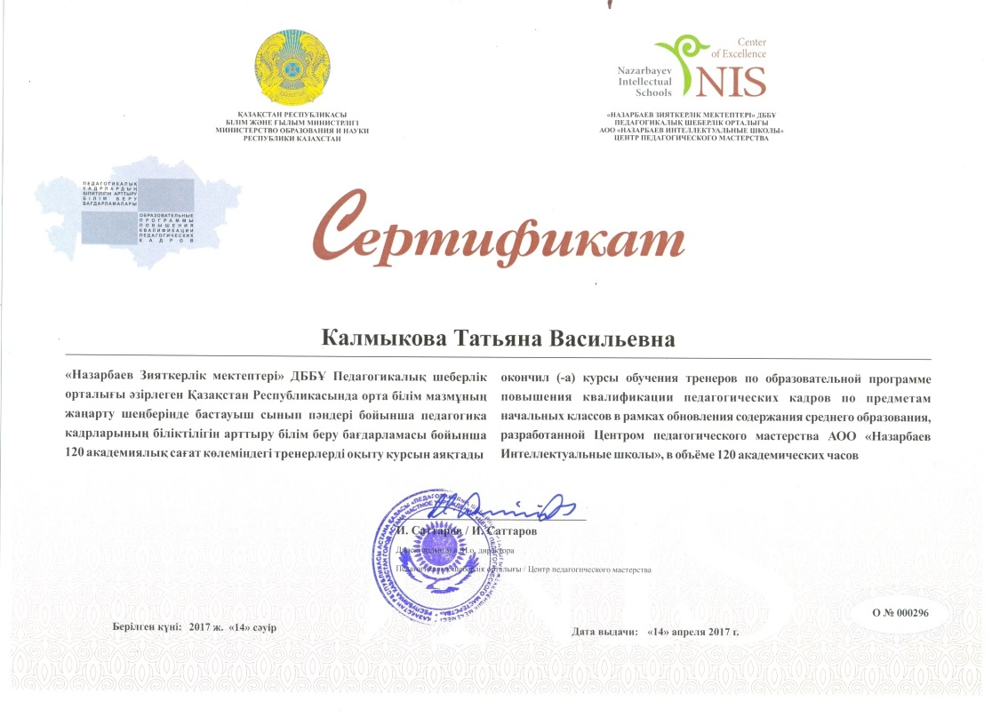 ҚАЗАҚСТАН РЕСПУБЛИКАСЫ
БІЛІМ ЖӘНЕ ҒЫЛЫМ МИНИСТРЛІГІ
МИНИСТЕРСТВО ОБРАЗОВАНИЯ И НАУКИ
РЕСПУБЛИКИ КАЗАХСТАН
Center
of Excellence
Nazarbayev
Intellectual
Schools
NIS
«НАЗАРБАЕВ ЗИЯТКЕРЛІК МЕКТЕПТЕРІ» ДББҰ
ПЕДАГОГИКАЛЫҚ ШЕБЕРЛІК ОРТАЛЫҒЫ
АОО «НАЗАРБАЕВ ИНТЕЛЛЕКТУАЛЬНЫЕ ШКОЛЫ»
ЦЕНТР ПЕДАГОГИЧЕСКОГО МАСТЕРСТВА
ПЕДАГОГИКАЛЫҚ
КАДРЛАРДЫҢ
БІЛІКТІЛІГІН АРТТЫРУ
БІЛІМ БЕРУ
БАҒДАРЛАМАЛАРЫ
ОБРАЗОВАТЕЛЬНЫЕ
ПРОГРАММЫ
ПОВЫШЕНИЯ
КВАЛИФИКАЦИИ
ПЕДАГОГИЧЕСКИХ
КАДРОВ
Сертификат
Калмыкова Татьяна Васильевна
«Назарбаев Зияткерлік мектептері» ДББҰ Педагогикалық шеберлік
орталығы әзірлеген Қазақстан Республикасында орта білім мазмұның
жаңарту шеңберінде бастауыш сынып пәндері бойынша педагогика
кадрларының біліктілігін арттыру білім беру бағдарламасы бойынша
120 академиялық сағат көлеміндегі тренерлерді оқыту курсын аяқтады
окончил (-а) курсы обучения тренеров по образовательной программе
повышения квалификации педагогических кадров по предметам
начальных классов в рамках обновления содержания среднего образования,
разработанной Центром педагогического мастерства АОО «Назарбаев
Интеллектуальные школы», в объёме 120 академических часов
И. Саттаров / И. Саттаров
И.о. директора
орталығы / Центр педагогического мастерства
Берілген күні: 2017 ж. «14» сәуір
Дата выдачи: «14» апреля 2017 г.
О № 000296